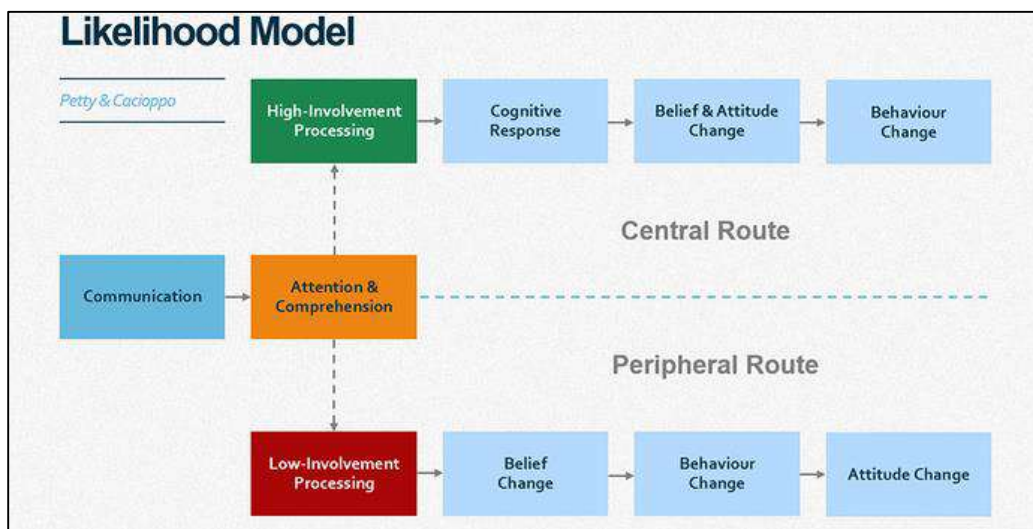 Likelihood Model
Petty & Cacioppo
High-Involvement
Processing
Cognitive
Response
Belief & Attitude
Change
Behaviour
Change
Central Route
Communication
Attention &
Comprehension
Peripheral Route
Low-Involvement
Processing
Belief
Change
Behaviour
Change
Attitude Change